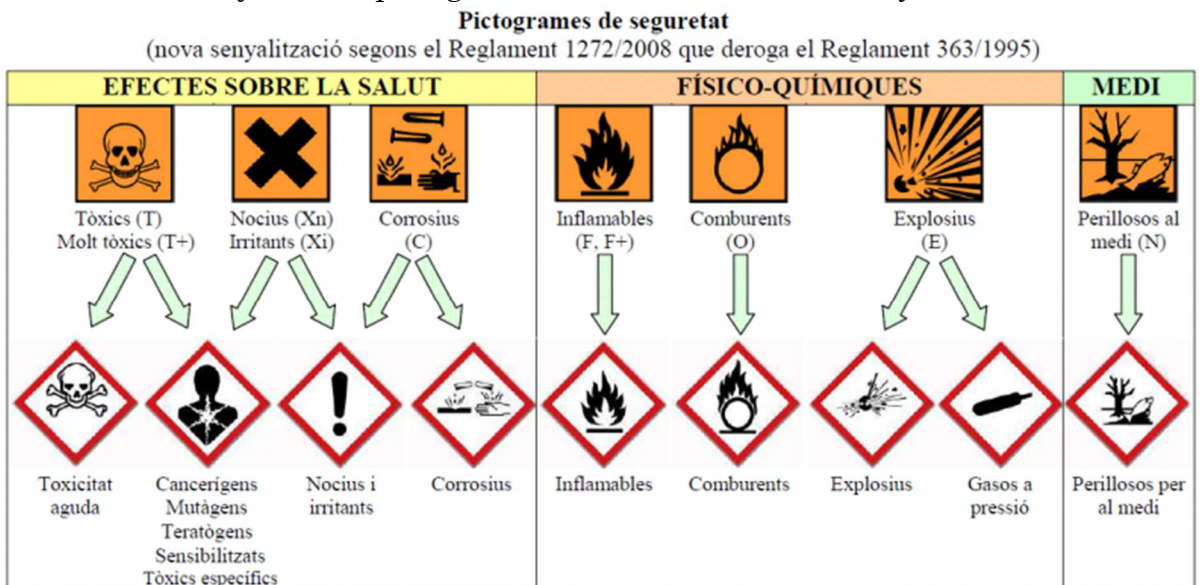 Pictogrames de seguretat
(nova senyalització segons el Reglament 1272/2008 que deroga el Reglament 363/1995)
EFECTES SOBRE LA SALUT
FÍSICO-QUÍMIQUES
MEDI
Tòxics (T)
Molt tòxics (T+)
Nocius (Xn)
Irritants (Xi)
Corrosius
(C)
Inflamables
(F, F+)
Comburents
(O)
Explosius
(E)
Perillosos al
medi (N)
Toxicitat
aguda
Cancerígens
Mutàgens
Teratògens
Sensibilitzats
Tòxics específics
Nocius i
irritants
Corrosius
Inflamables
Comburents
Explosius
Gasos a
pressió
Perillosos per
al medi